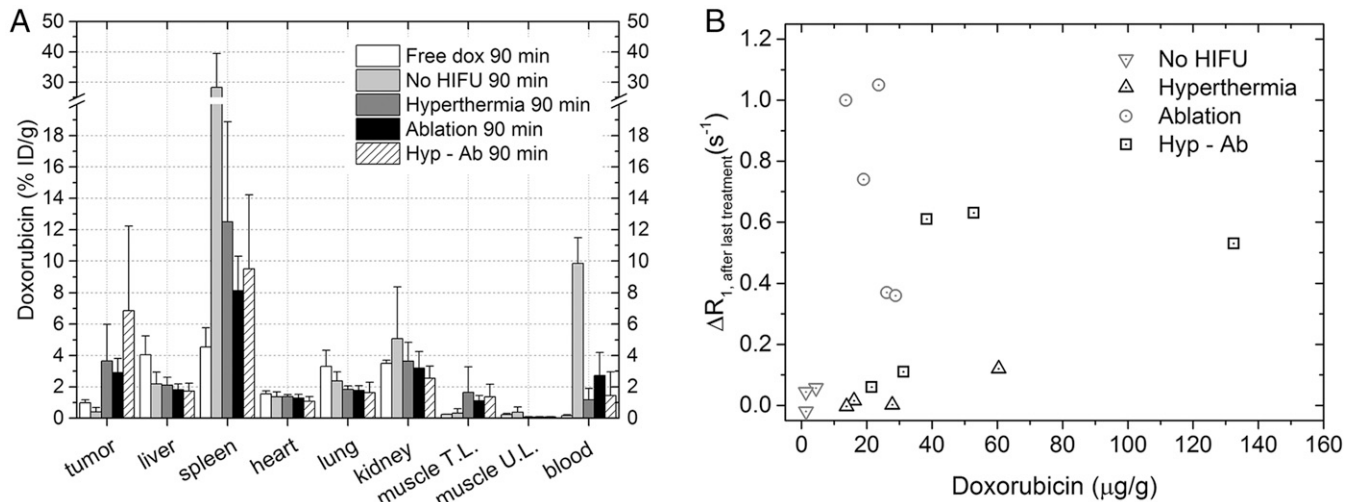 A
Doxorubicin (% ID/g)
50
40
30
18
16
14
12
10
8
6
4
2
0
Free dox 90 min
No HIFU 90 min
Hyperthermia 90 min
Ablation 90 min
Hyp - Ab 90 min
50
40
30
18
16
14
12
10
8
6
4
2
0
tumor
liver
spleen
heart
lung
kidney
muscle T.L.
muscle U.L.
blood
B
ΔR1, after last treatment(s-1)
1.2
1.0
0.8
0.6
0.4
0.2
0.0
No HIFU
Hyperthermia
Ablation
Hyp - Ab
0 20 40 60 80 100 120 140 160
Doxorubicin (μg/g)